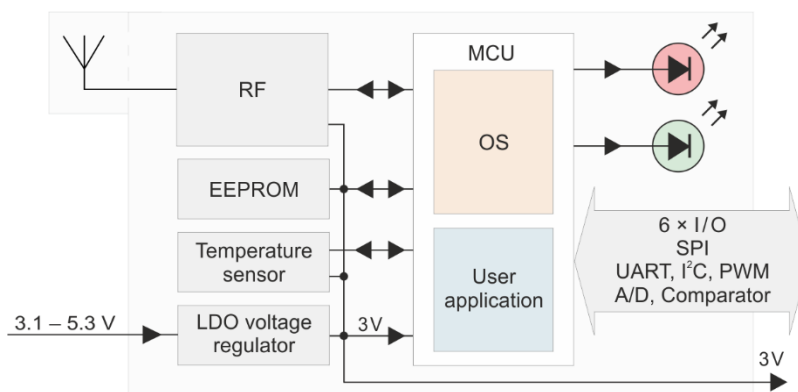 RF
MCU
OS
EEPROM
Temperature
sensor
User
application
6 × I/O
SPI
UART, I²C, PWM
A/D, Comparator
3.1 – 5.3 V
LDO voltage
regulator
3V
3V